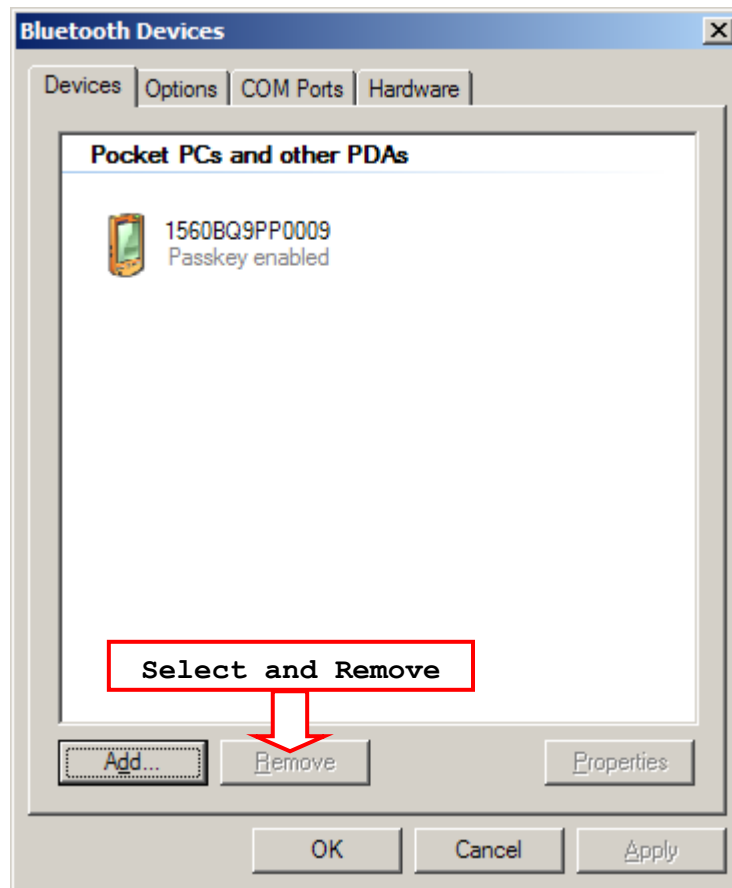 Bluetooth Devices
Devices Options COM Ports Hardware
Pocket PCs and other PDAs
1560BQ9PP0009
Passkey enabled
Select and Remove
Add... Remove Properties
OK Cancel Apply